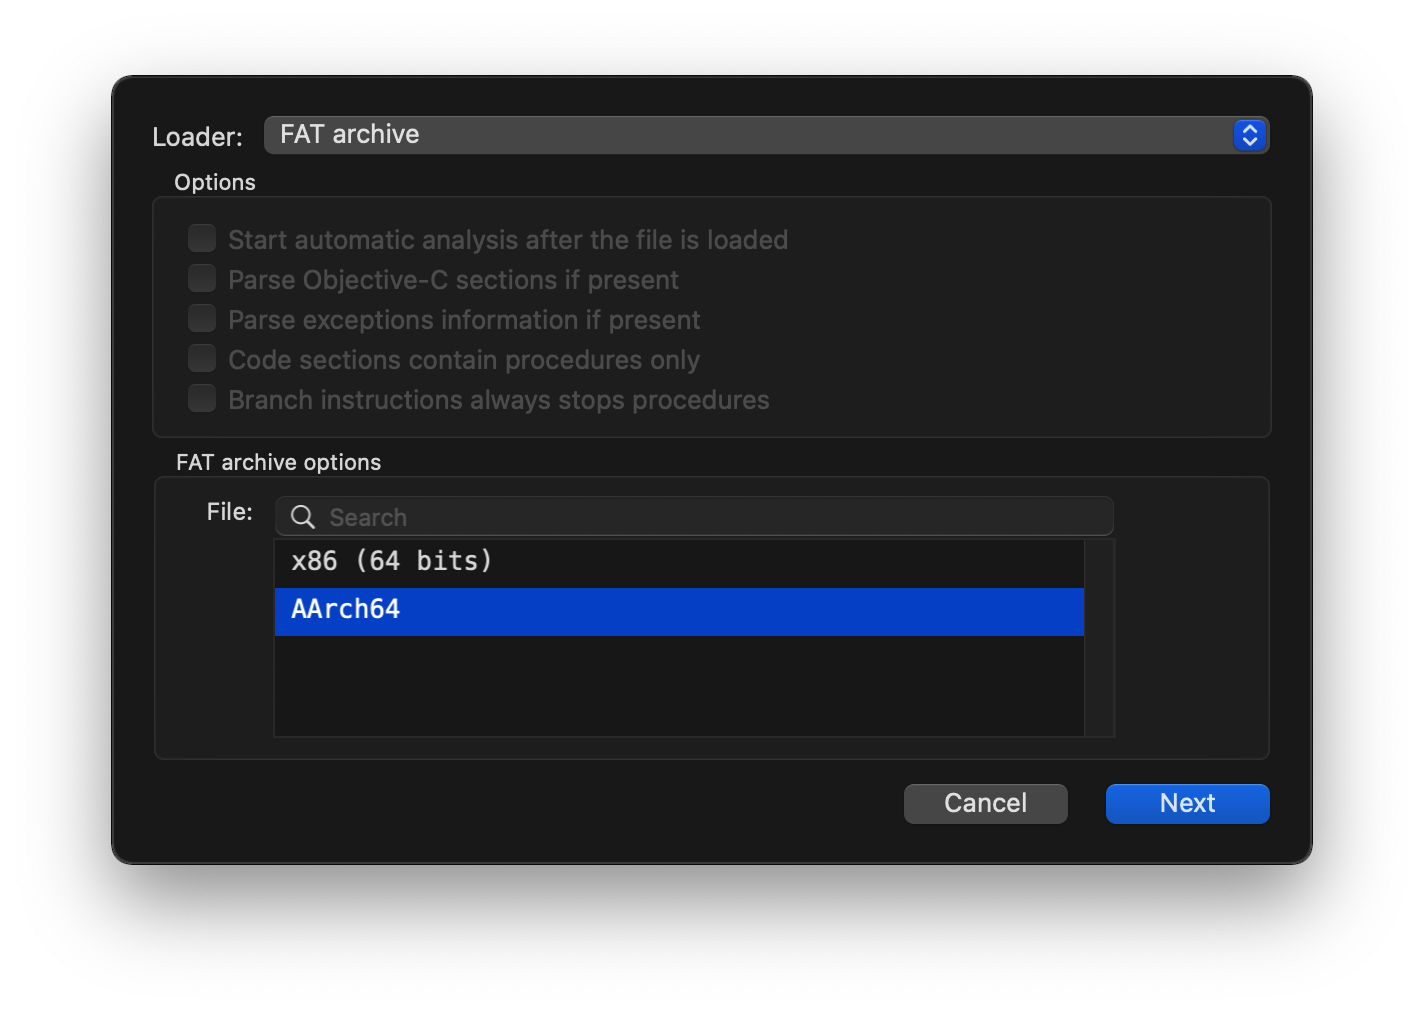 Loader: FAT archive
Options
Start automatic analysis after the file is loaded
Parse Objective-C sections if present
Parse exceptions information if present
Code sections contain procedures only
Branch instructions always stops procedures
FAT archive options
File: Search
x86 (64 bits)
AArch64
Cancel Next